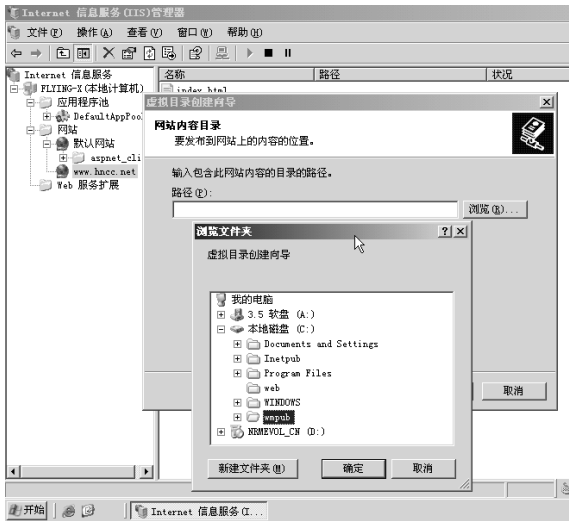 Internet 信息服务(IIS)管理器
文件(F) 操作(A) 查看(V) 窗口(W) 帮助(H)
Internet 信息服务
FLYING-X(本地计算机)
应用程序池
DefaultAppPoo
网站
默认网站
aspnet_cli
www.hncc.net
Web 服务扩展
名称 路径 状况
index.html
虚拟目录创建向导
网站内容目录
要发布到网站上的内容的位置。
输入包含此网站内容的目录的路径。
路径(P):
浏览(R)...
浏览文件夹
虚拟目录创建向导
我的电脑
3.5 软盘 (A:)
本地磁盘 (C:)
Documents and Settings
Inetpub
Program Files
web
WINDOWS
wmpub
NRMEVOL_CN (D:)
新建文件夹(M) 确定 取消
取消
开始 Internet 信息服务(I...